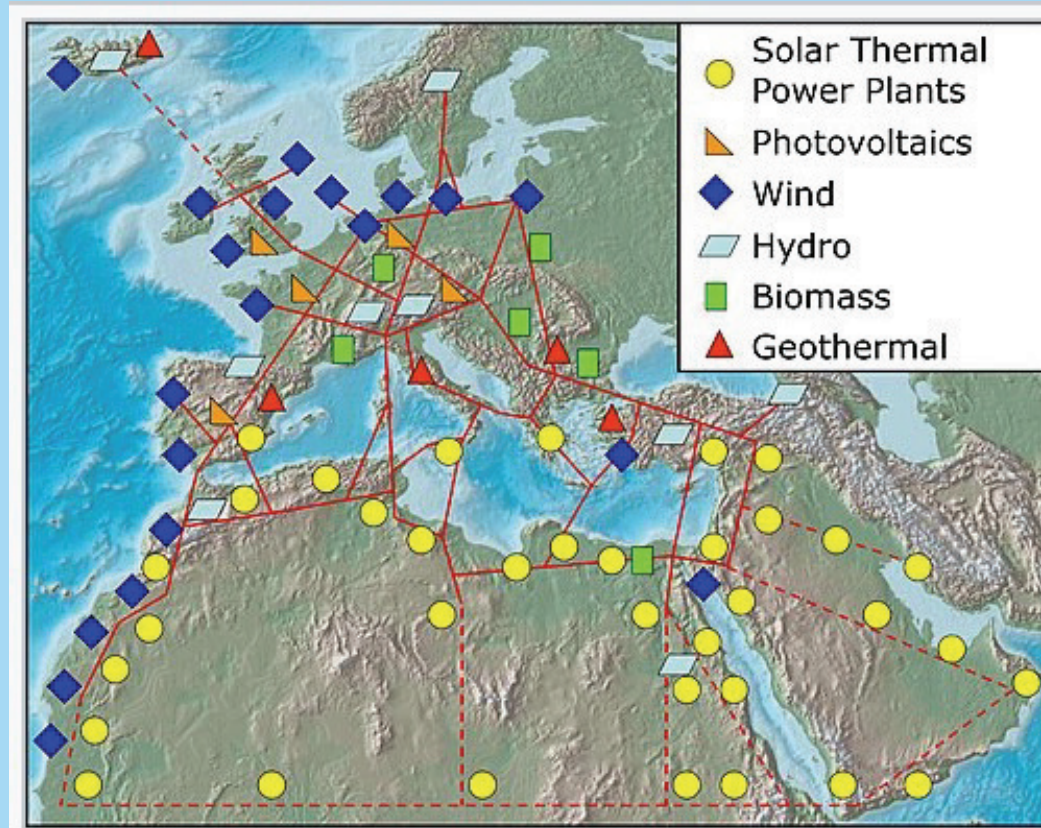 Solar Thermal
Power Plants
Photovoltaics
Wind
Hydro
Biomass
Geothermal